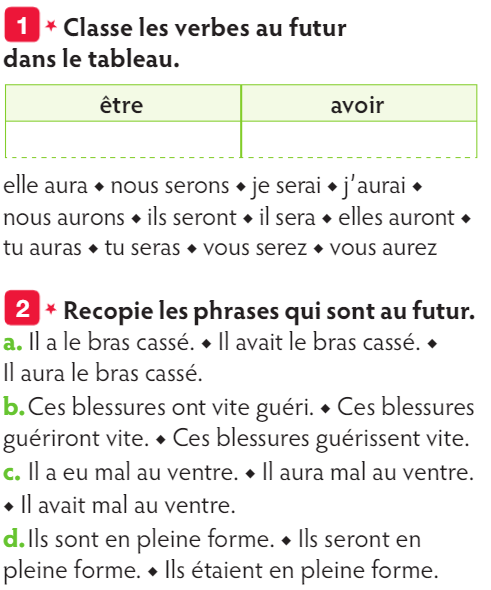 1 * Classe les verbes au futur
dans le tableau.
être avoir
elle aura ◆ nous serons ◆ je serai ◆ j'aurai ◆
nous aurons ◆ ils seront ◆ il sera ◆ elles auront ◆
tu auras ◆ tu seras ◆ vous serez ◆ vous aurez
2 * Recopie les phrases qui sont au futur.
a. Il a le bras cassé. ◆ Il avait le bras cassé. ◆
Il aura le bras cassé.
b. Ces blessures ont vite guéri. ◆ Ces blessures
guériront vite. ◆ Ces blessures guérissent vite.
c. Il a eu mal au ventre. ◆ Il aura mal au ventre.
◆ Il avait mal au ventre.
d. Ils sont en pleine forme. ◆ Ils seront en
pleine forme. ◆ Ils étaient en pleine forme.